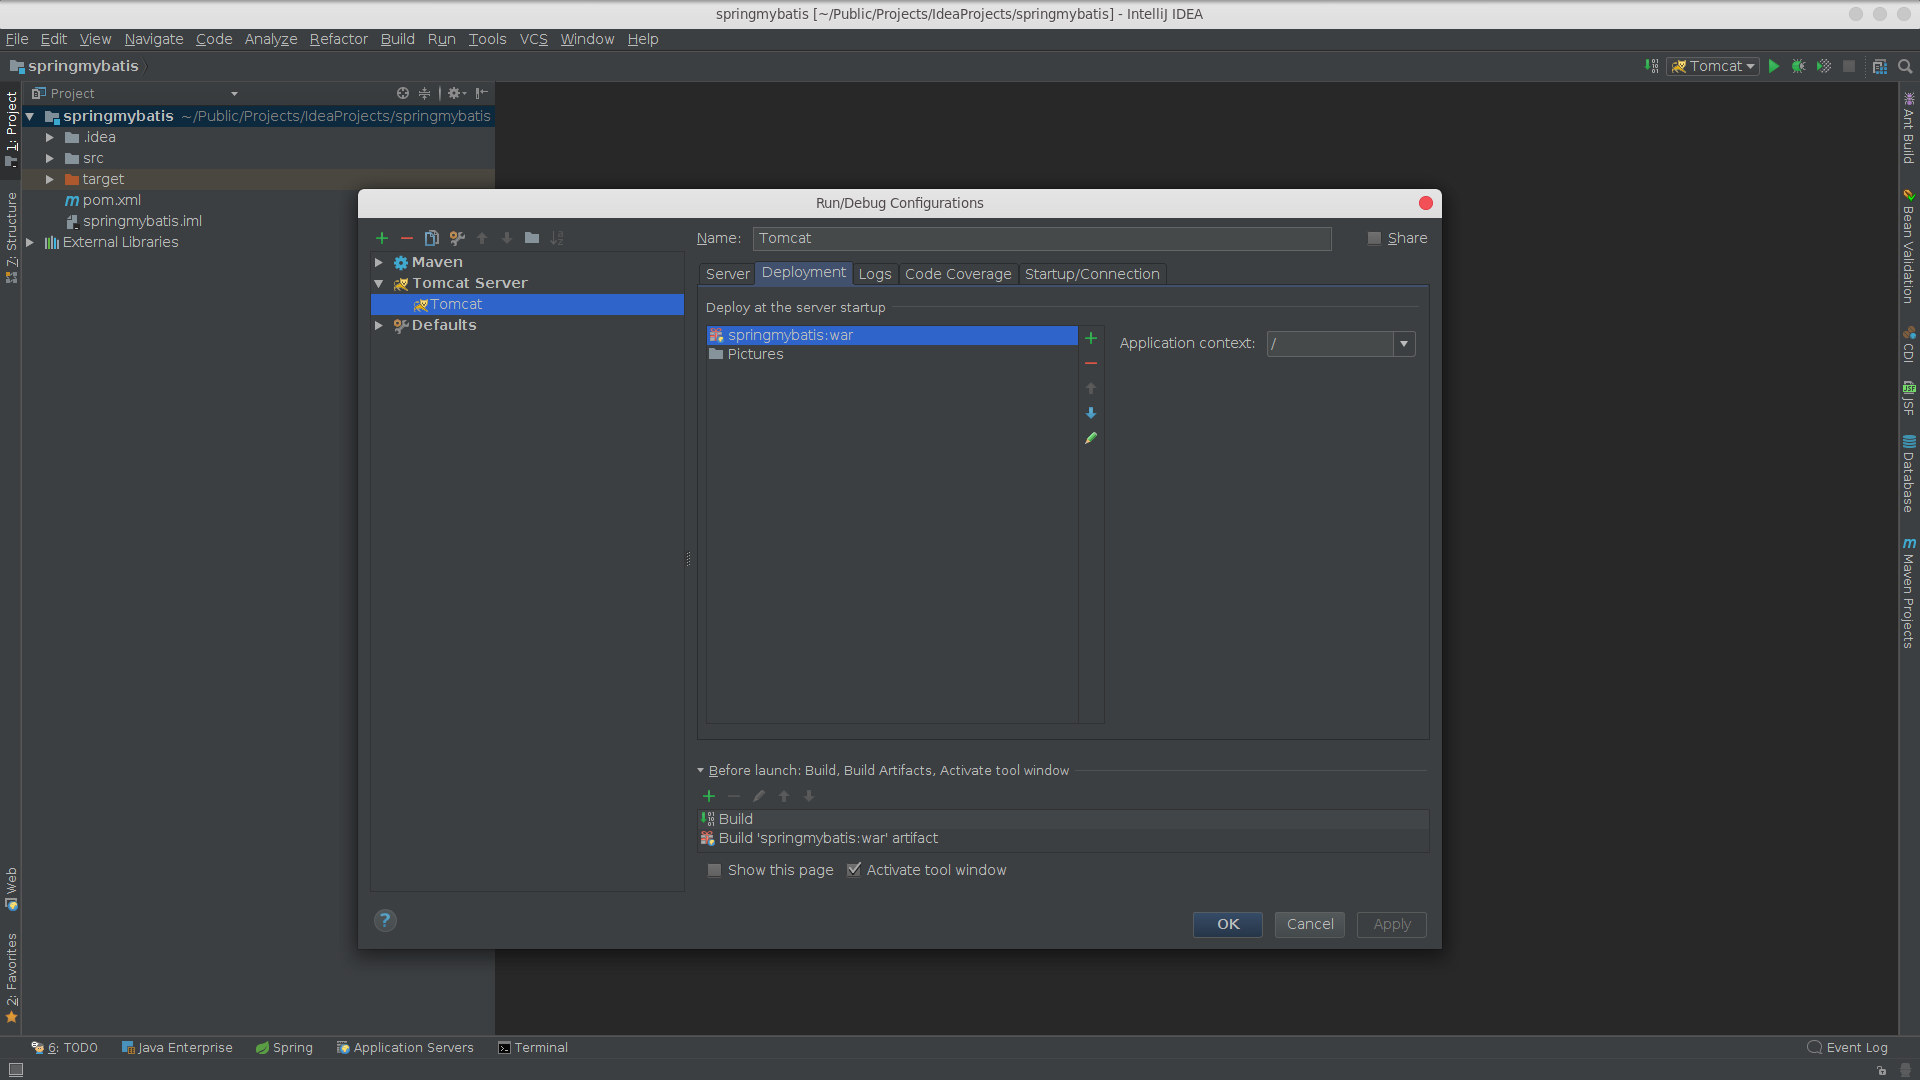 springmybatis [~/Public/Projects/IdeaProjects/springmybatis] - IntelliJ IDEA
File Edit View Navigate Code Analyze Refactor Build Run Tools VCS Window Help
springmybatis
Tomcat
Project
springmybatis ~/Public/Projects/IdeaProjects/springmybatis
.idea
src
target
pom.xml
springmybatis.iml
External Libraries
1: Project
7: Structure
Web
2: Favorites
Run/Debug Configurations
Maven
Tomcat Server
Tomcat
Defaults
Name: Tomcat Share
Server Deployment Logs Code Coverage Startup/Connection
Deploy at the server startup
springmybatis:war
Pictures
Application context: /
Before launch: Build, Build Artifacts, Activate tool window
Build
Build 'springmybatis:war' artifact
Show this page Activate tool window
?
OK Cancel Apply
Ant Build
Bean Validation
CDI
JSF
Database
m Maven Projects
6: TODO Java Enterprise Spring Application Servers Terminal Event Log